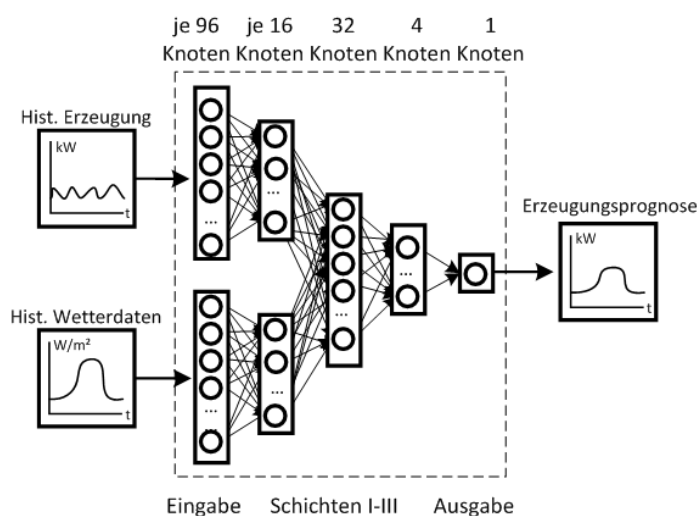 je 96 je 16 32 4 1
Knoten Knoten Knoten Knoten Knoten
Hist. Erzeugung
kW
t
...
...
Erzeugungsprognose
kW
t
...
...
Hist. Wetterdaten
W/m²
t
...
...
...
Eingabe Schichten I-III Ausgabe